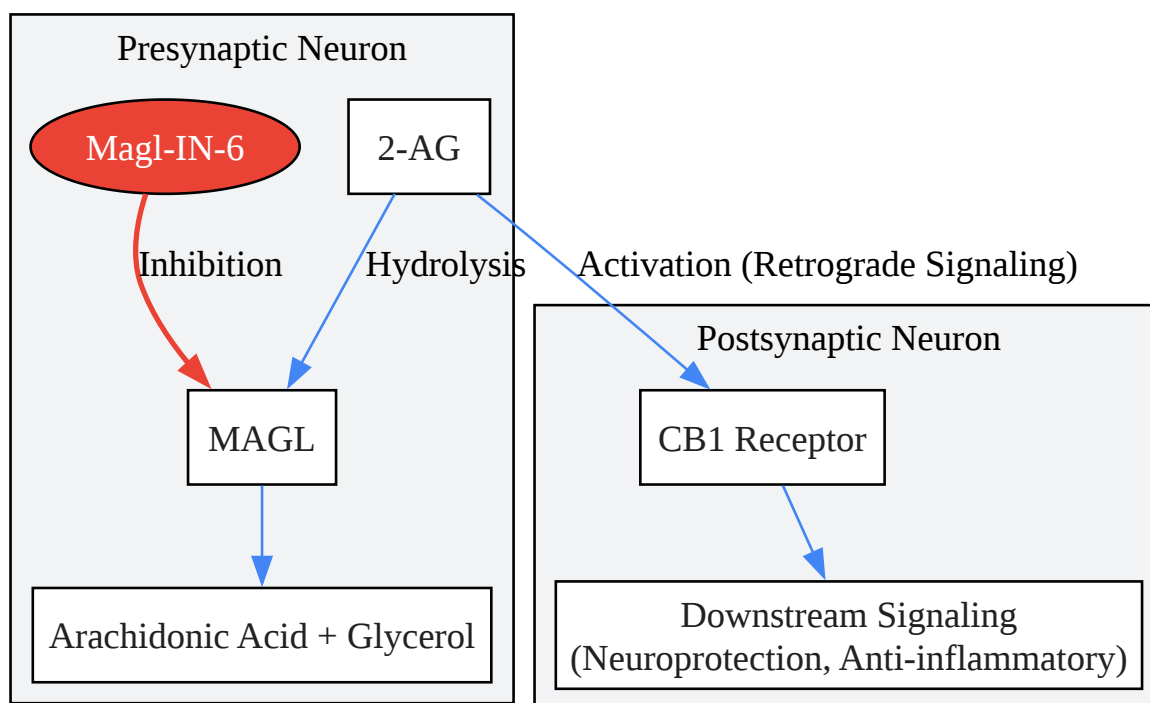 Presynaptic Neuron
Magl-IN-6
2-AG
Inhibition
Hydrolysis
Activation (Retrograde Signaling)
Postsynaptic Neuron
MAGL
CB1 Receptor
Arachidonic Acid + Glycerol
Downstream Signaling
(Neuroprotection, Anti-inflammatory)